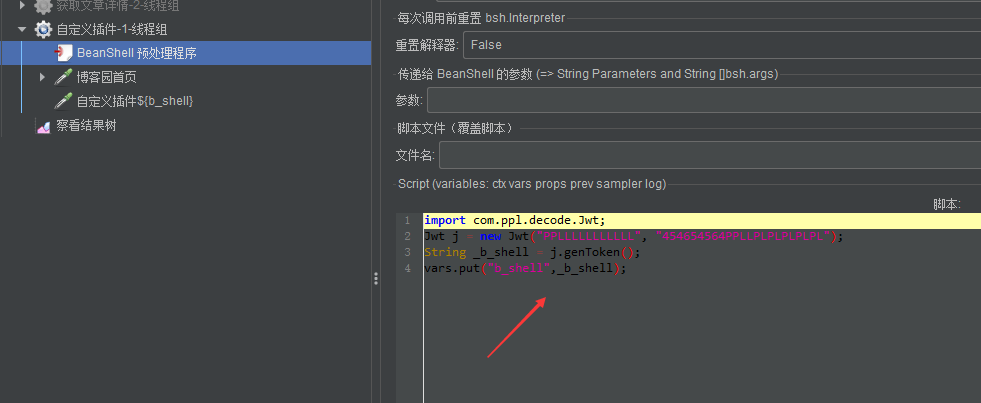 获取文章详情-2-线程组
自定义插件-1-线程组
BeanShell 预处理程序
博客园首页
自定义插件${b_shell}
察看结果树
每次调用前重置 bsh.Interpreter
重置解释器: False
传递给 BeanShell 的参数 (=> String Parameters and String []bsh.args)
参数:
脚本文件（覆盖脚本）
文件名:
Script (variables: ctx vars props prev sampler log)
脚本:
1 import com.ppl.decode.Jwt;
2 Jwt j = new Jwt("PPLLLLLLLLLLL", "454654564PPLLPLPLPLPLPL");
3 String _b_shell = j.genToken();
4 vars.put("b_shell",_b_shell);